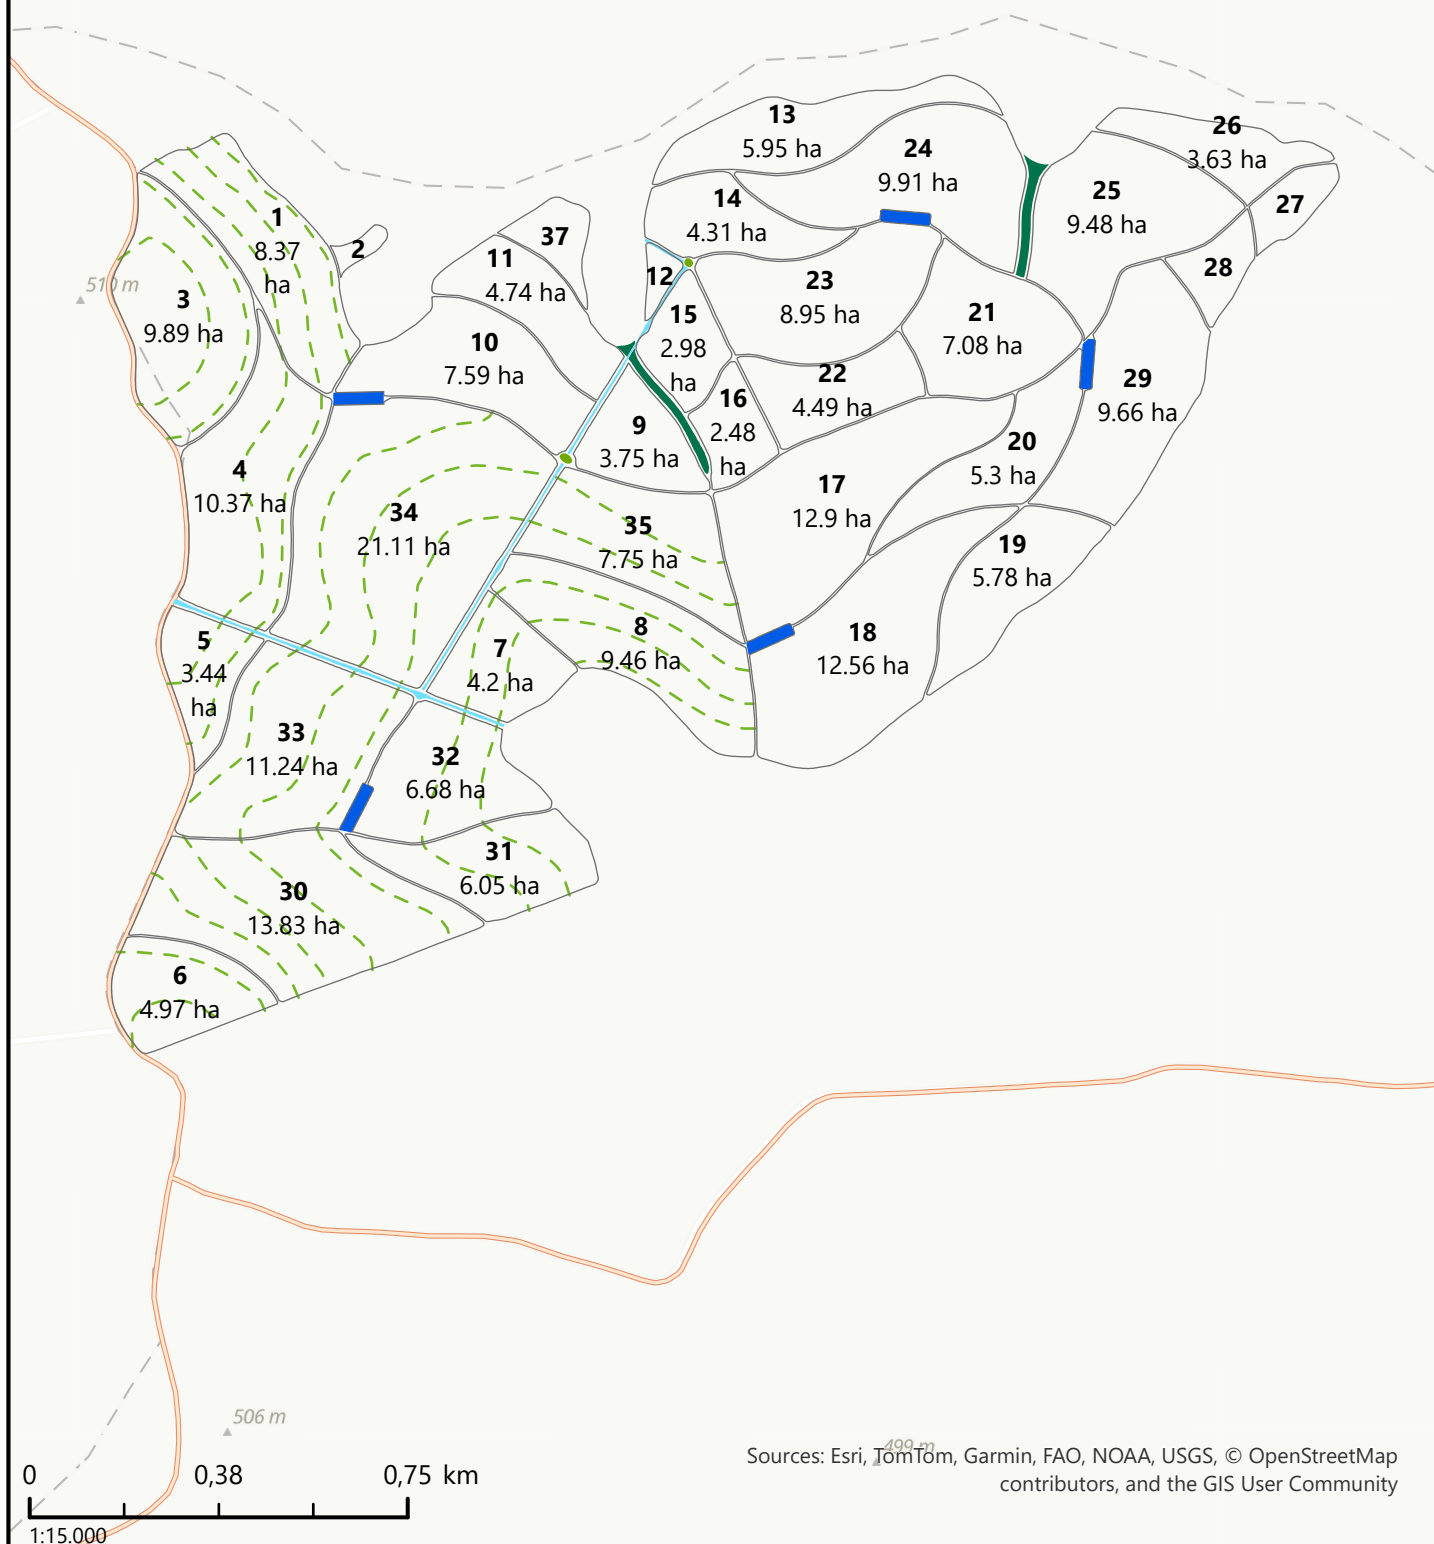 13
5.95 ha
26
3.63 ha
24
9.91 ha
25
9.48 ha
27
14
4.31 ha
1
8.37
ha
2
37
11
4.74 ha
28
12
3
9.89 ha
510 m
23
8.95 ha
15
2.98
ha
21
7.08 ha
10
7.59 ha
22
4.49 ha
29
9.66 ha
16
2.48
ha
9
3.75 ha
20
5.3 ha
4
10.37 ha
17
12.9 ha
34
21.11 ha
35
7.75 ha
19
5.78 ha
5
3.44
ha
7
4.2 ha
8
9.46 ha
18
12.56 ha
33
11.24 ha
32
6.68 ha
31
6.05 ha
30
13.83 ha
6
4.97 ha
506 m
499 m
Sources: Esri, TomTom, Garmin, FAO, NOAA, USGS, © OpenStreetMap
contributors, and the GIS User Community
0 0,38 0,75 km
1:15.000